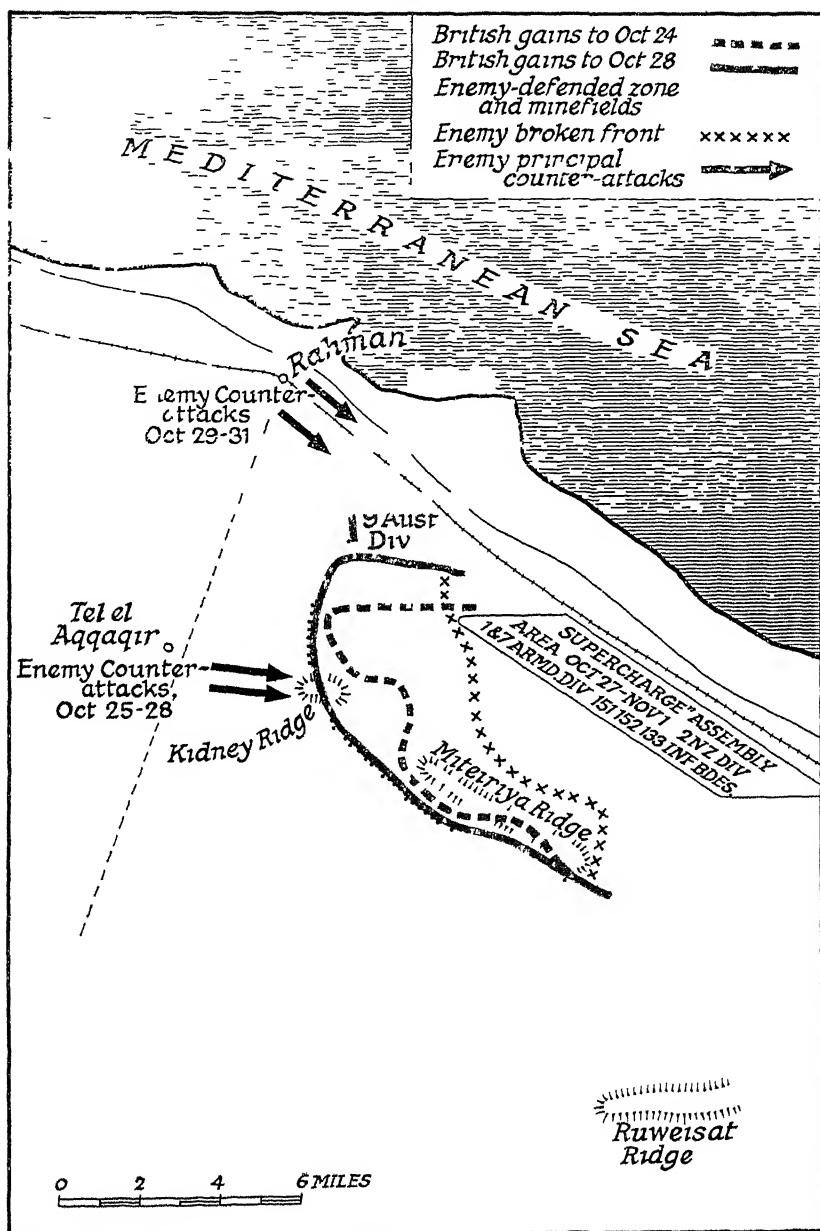 British gains to Oct 24
British gains to Oct 28
Enemy-defended zone
and minefields
Enemy broken front
Enemy principal
counter-attacks
MEDITERRANEAN SEA
Rahman
Enemy Counter-
attacks
Oct 29-31
9 Aust
Div
Tel el
Aqqaqir
Enemy Counter-
attacks,
Oct 25-28
Kidney Ridge
SUPERCHARGE" ASSEMBLY
AREA OCT 27-NOV 1 2 N.Z. DIV
1&7 ARMD. DIV 151 152 133 INF BDES.
Miteiriya Ridge
Ruweisat
Ridge
0 2 4 6 MILES